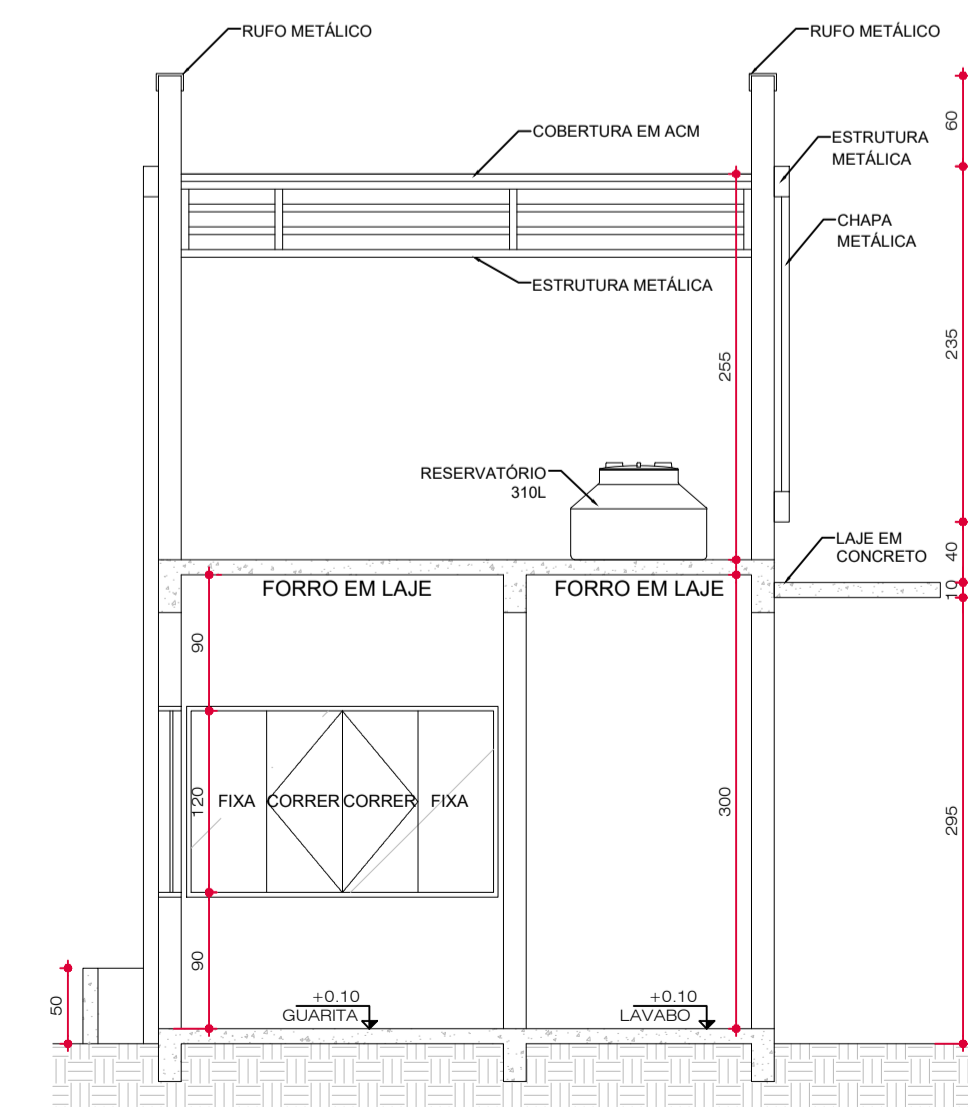 RUFO METÁLICO
RUFO METÁLICO
60
COBERTURA EM ACM
ESTRUTURA
METÁLICA
CHAPA
METÁLICA
ESTRUTURA METÁLICA
255
235
RESERVATÓRIO
310L
LAJE EM
CONCRETO
40
10
FORRO EM LAJE
FORRO EM LAJE
90
120
FIXA
CORRER
CORRER
FIXA
300
295
90
50
+0.10
GUARITA
+0.10
LAVABO